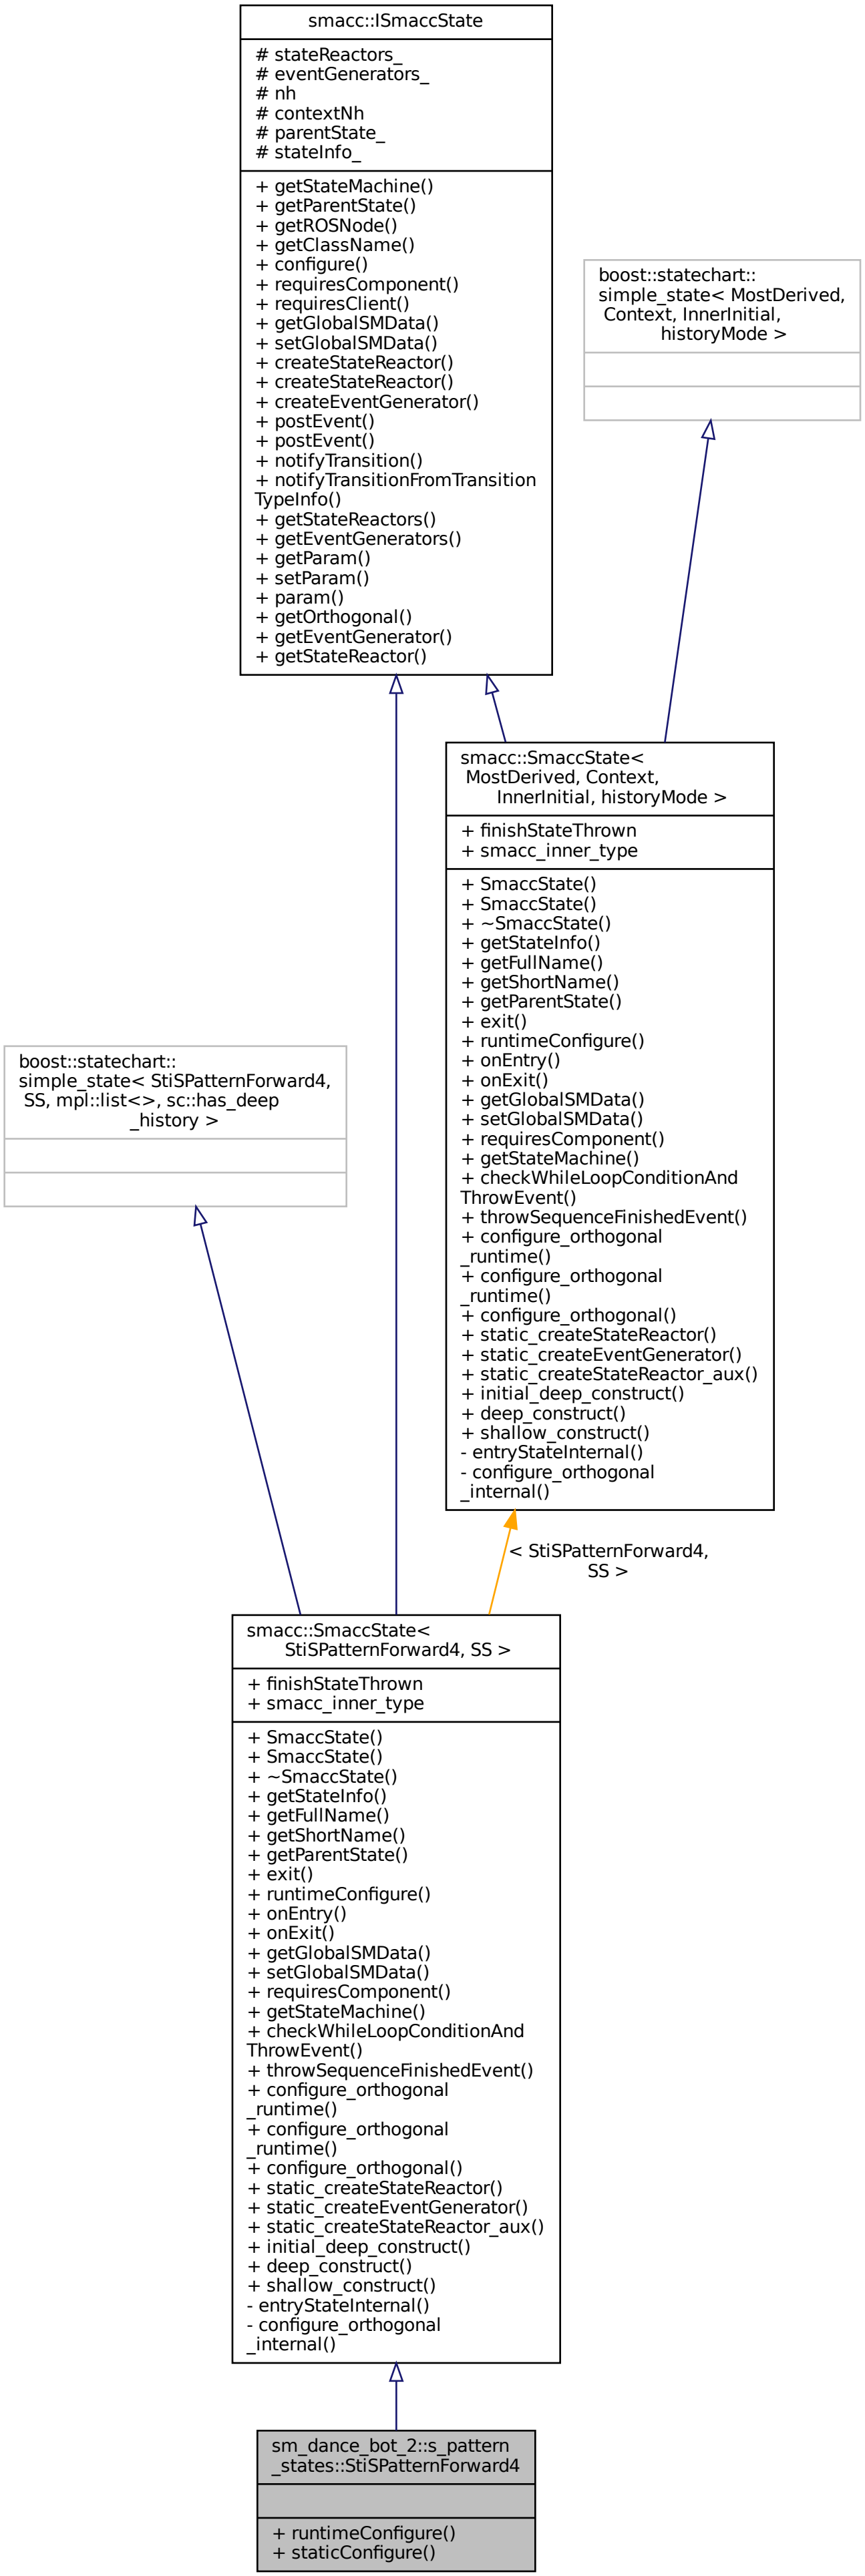 smacc::ISmaccState
# stateReactors_
# eventGenerators_
# nh
# contextNh
# parentState_
# stateInfo_
+ getStateMachine()
+ getParentState()
+ getROSNode()
+ getClassName()
+ configure()
+ requiresComponent()
+ requiresClient()
+ getGlobalSMData()
+ setGlobalSMData()
+ createStateReactor()
+ createStateReactor()
+ createEventGenerator()
+ postEvent()
+ postEvent()
+ notifyTransition()
+ notifyTransitionFromTransition
TypeInfo()
+ getStateReactors()
+ getEventGenerators()
+ getParam()
+ setParam()
+ param()
+ getOrthogonal()
+ getEventGenerator()
+ getStateReactor()
boost::statechart::
simple_state< MostDerived,
Context, InnerInitial,
historyMode >
smacc::SmaccState<
MostDerived, Context,
InnerInitial, historyMode >
+ finishStateThrown
+ smacc_inner_type
+ SmaccState()
+ SmaccState()
+ ~SmaccState()
+ getStateInfo()
+ getFullName()
+ getShortName()
+ getParentState()
+ exit()
+ runtimeConfigure()
+ onEntry()
+ onExit()
+ getGlobalSMData()
+ setGlobalSMData()
+ requiresComponent()
+ getStateMachine()
+ checkWhileLoopConditionAnd
ThrowEvent()
+ throwSequenceFinishedEvent()
+ configure_orthogonal
_runtime()
+ configure_orthogonal
_runtime()
+ configure_orthogonal()
+ static_createStateReactor()
+ static_createEventGenerator()
+ static_createStateReactor_aux()
+ initial_deep_construct()
+ deep_construct()
+ shallow_construct()
- entryStateInternal()
- configure_orthogonal
_internal()
boost::statechart::
simple_state< StiSPatternForward4,
SS, mpl::list<>, sc::has_deep
_history >
< StiSPatternForward4,
SS >
smacc::SmaccState<
StiSPatternForward4, SS >
+ finishStateThrown
+ smacc_inner_type
+ SmaccState()
+ SmaccState()
+ ~SmaccState()
+ getStateInfo()
+ getFullName()
+ getShortName()
+ getParentState()
+ exit()
+ runtimeConfigure()
+ onEntry()
+ onExit()
+ getGlobalSMData()
+ setGlobalSMData()
+ requiresComponent()
+ getStateMachine()
+ checkWhileLoopConditionAnd
ThrowEvent()
+ throwSequenceFinishedEvent()
+ configure_orthogonal
_runtime()
+ configure_orthogonal
_runtime()
+ configure_orthogonal()
+ static_createStateReactor()
+ static_createEventGenerator()
+ static_createStateReactor_aux()
+ initial_deep_construct()
+ deep_construct()
+ shallow_construct()
- entryStateInternal()
- configure_orthogonal
_internal()
sm_dance_bot_2::s_pattern
_states::StiSPatternForward4
+ runtimeConfigure()
+ staticConfigure()